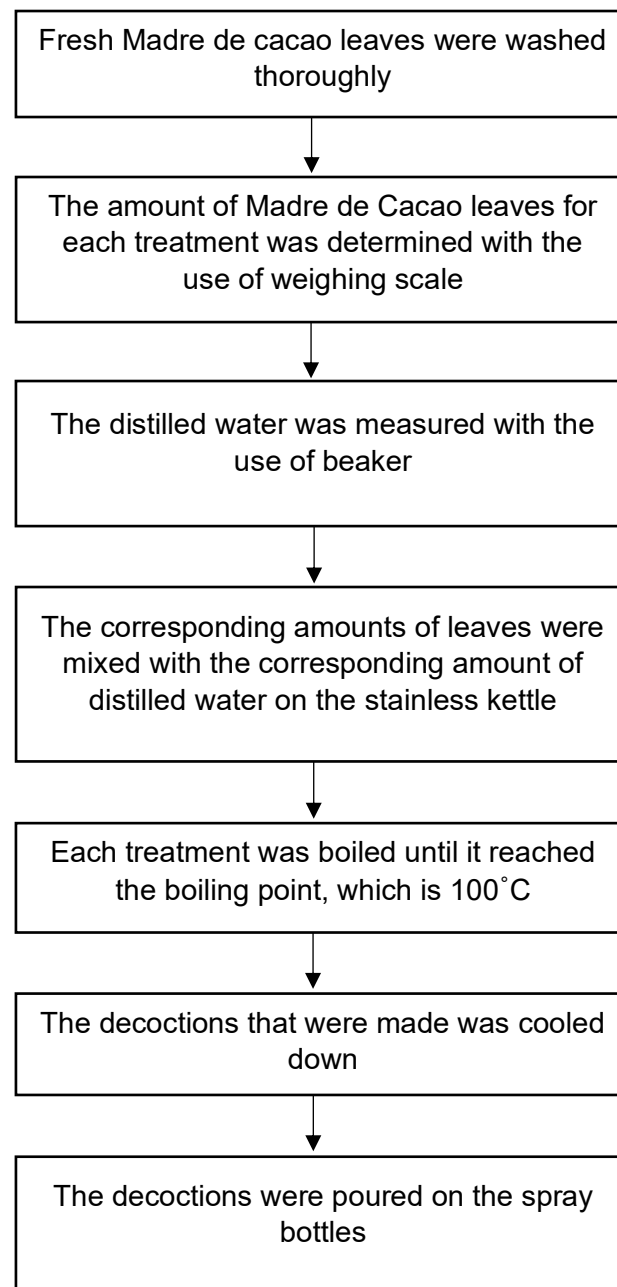 Fresh Madre de cacao leaves were washed
thoroughly
The amount of Madre de Cacao leaves for
each treatment was determined with the
use of weighing scale
The distilled water was measured with the
use of beaker
The corresponding amounts of leaves were
mixed with the corresponding amount of
distilled water on the stainless kettle
Each treatment was boiled until it reached
the boiling point, which is 100˚C
The decoctions that were made was cooled
down
The decoctions were poured on the spray
bottles